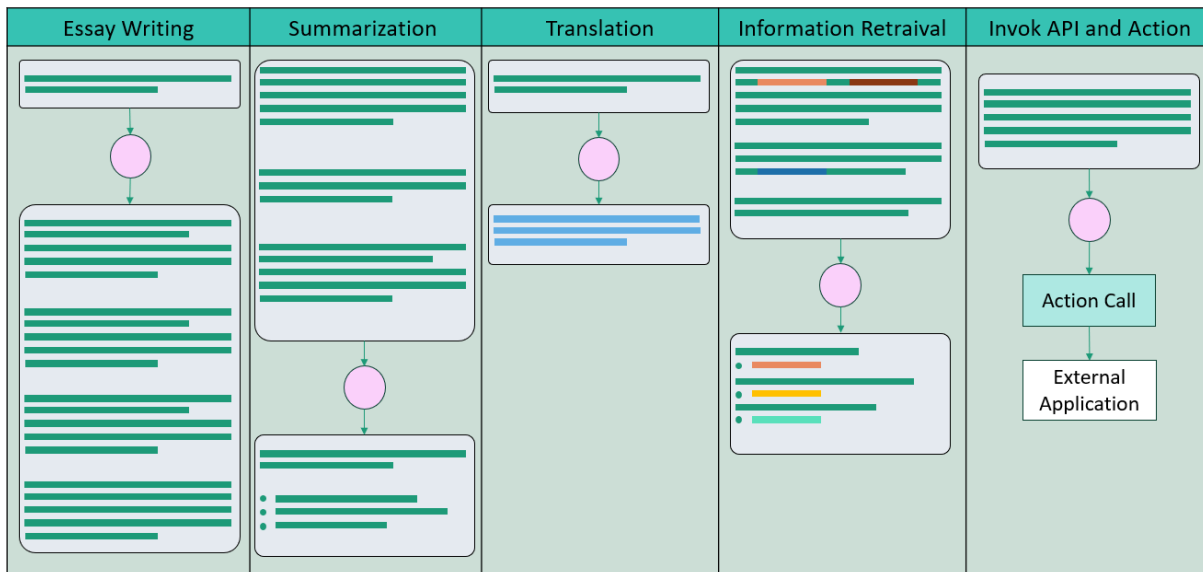 Essay Writing
Summarization
Translation
Information Retraival
Invok API and Action
Action Call
External
Application